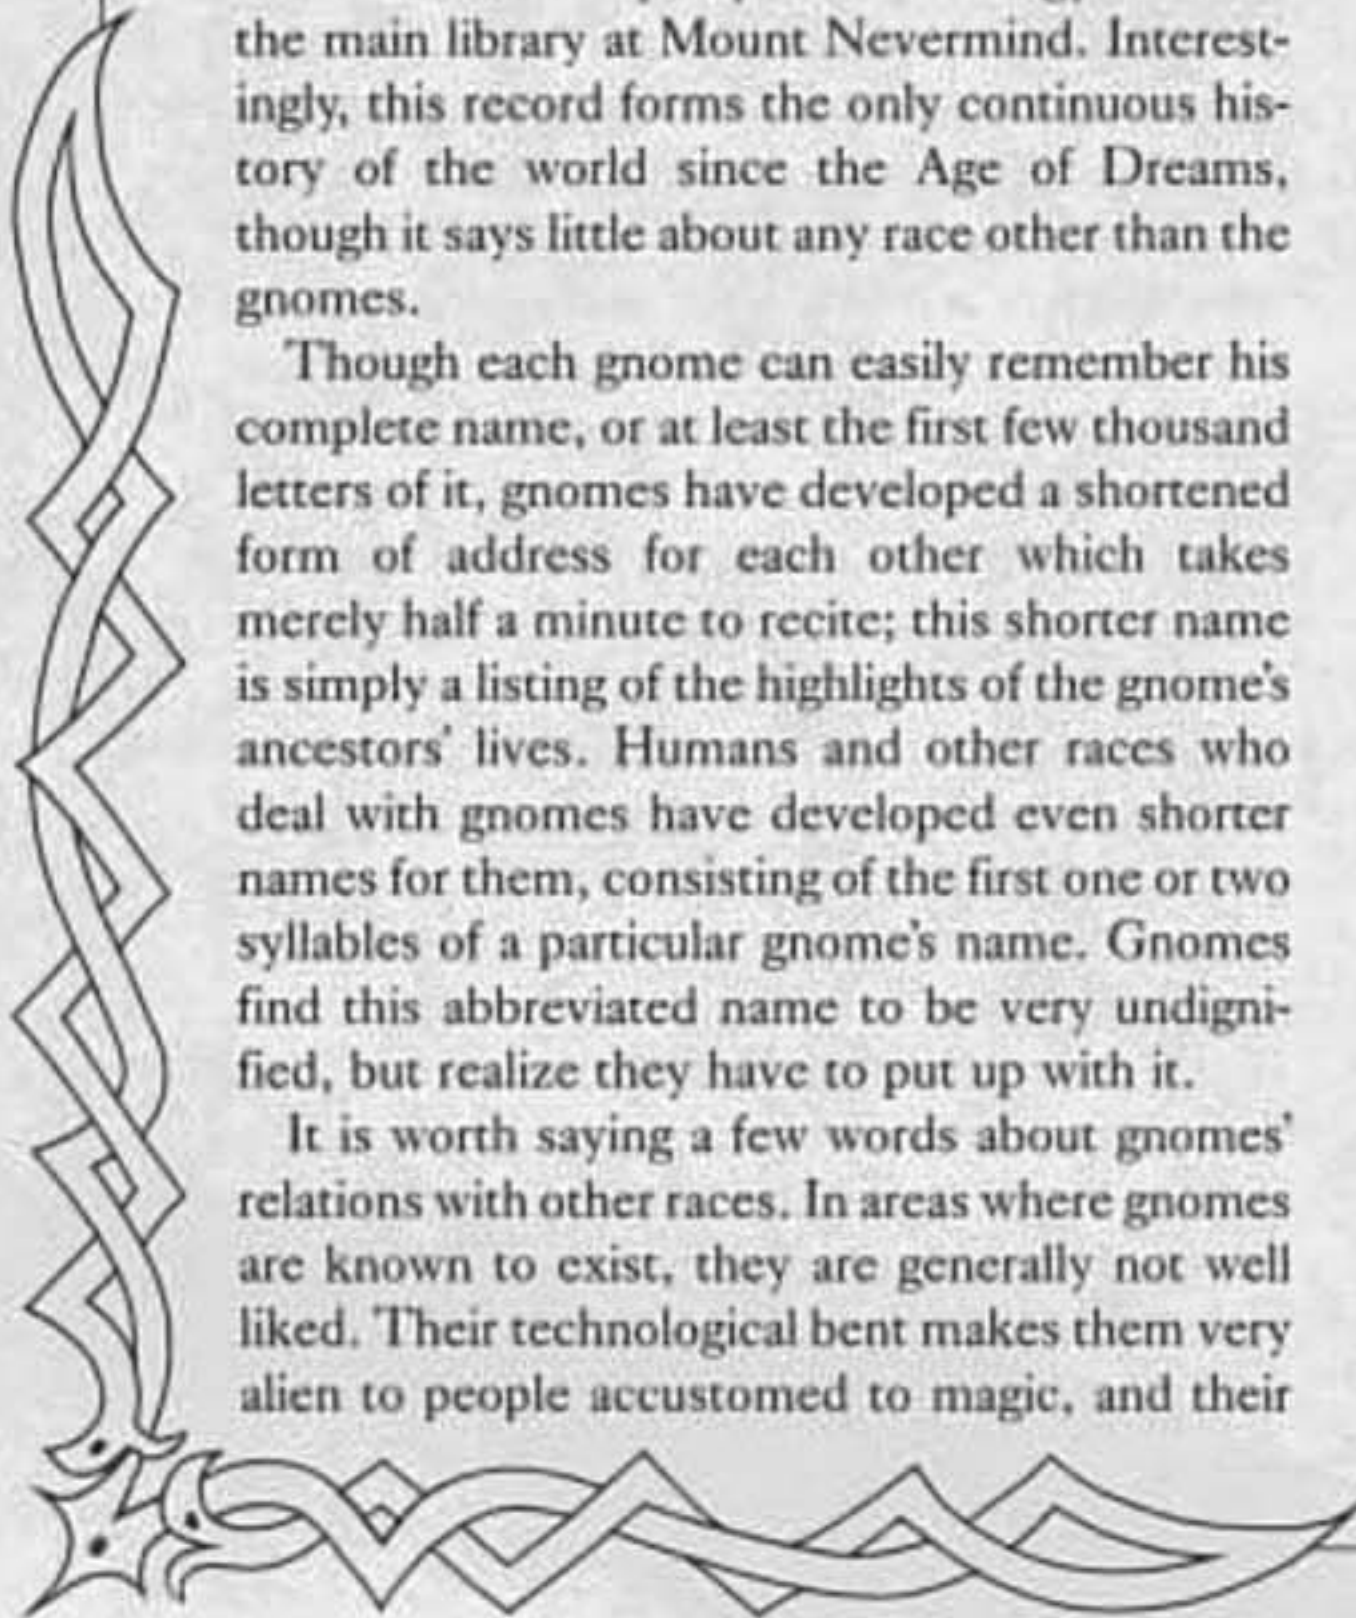 the main library at Mount Nevermind. Interest-
ingly, this record forms the only continuous his-
tory of the world since the Age of Dreams,
though it says little about any race other than the
gnomes.
Though each gnome can easily remember his
complete name, or at least the first few thousand
letters of it, gnomes have developed a shortened
form of address for each other which takes
merely half a minute to recite; this shorter name
is simply a listing of the highlights of the gnome's
ancestors' lives. Humans and other races who
deal with gnomes have developed even shorter
names for them, consisting of the first one or two
syllables of a particular gnome's name. Gnomes
find this abbreviated name to be very undigni-
fied, but realize they have to put up with it.
It is worth saying a few words about gnomes'
relations with other races. In areas where gnomes
are known to exist, they are generally not well
liked. Their technological bent makes them very
alien to people accustomed to magic, and their